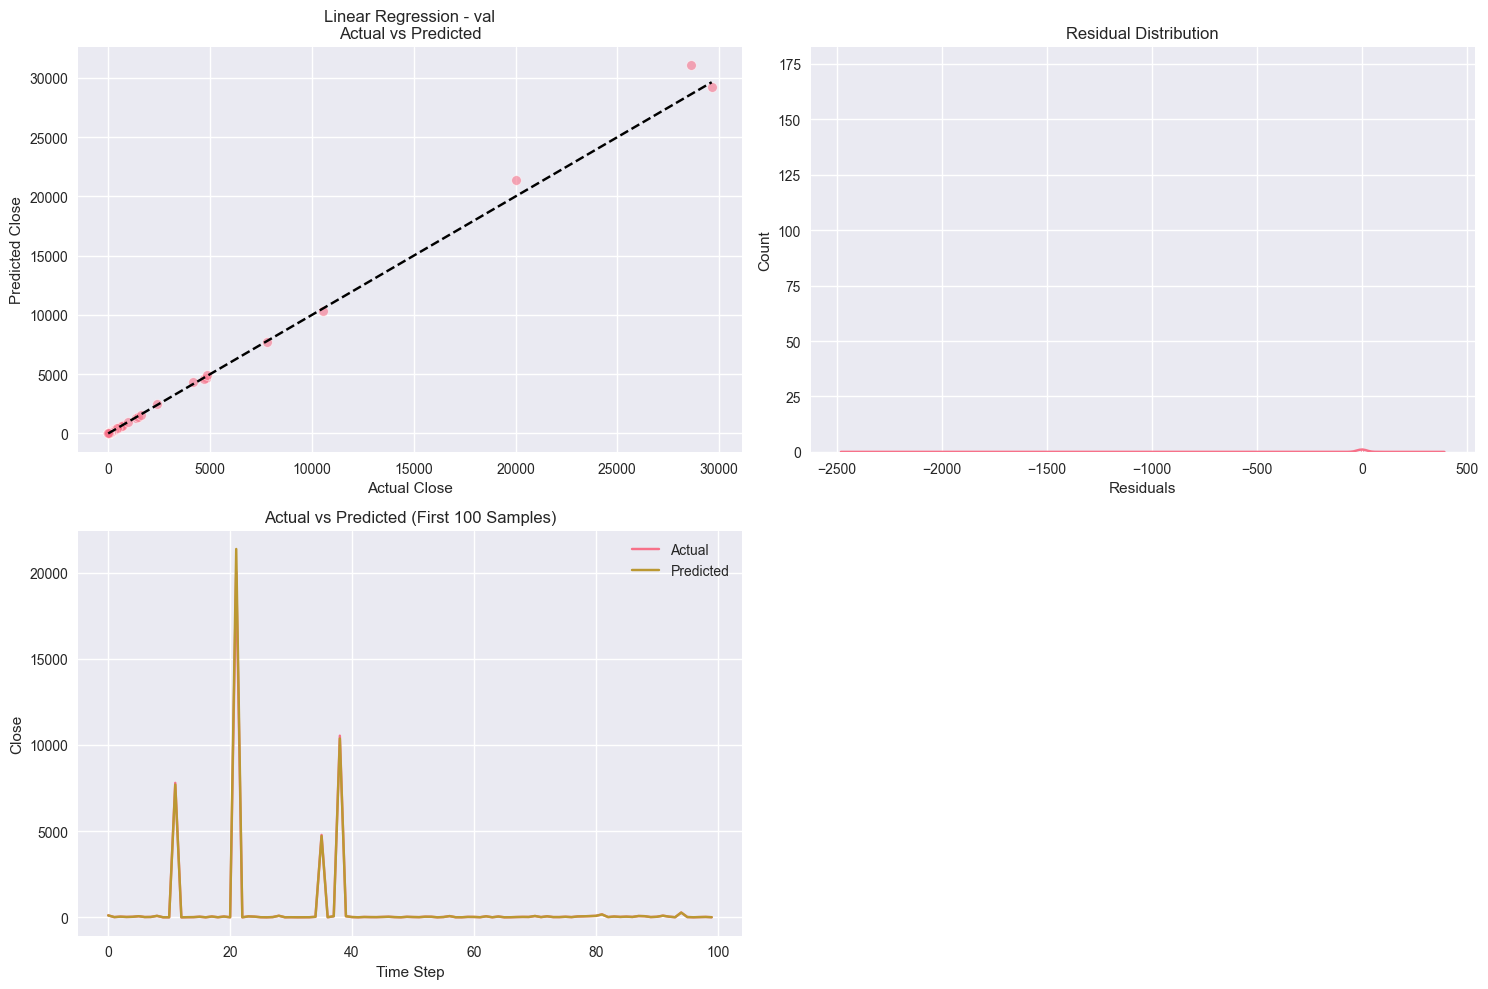 Linear Regression - val
Actual vs Predicted
30000
25000
20000
15000
10000
5000
0
Predicted Close
0 5000 10000 15000 20000 25000 30000
Actual Close
Residual Distribution
175
150
125
100
75
50
25
0
Count
−2500 −2000 −1500 −1000 −500 0 500
Residuals
Actual vs Predicted (First 100 Samples)
Actual
Predicted
20000
15000
10000
5000
0
Close
0 20 40 60 80 100
Time Step